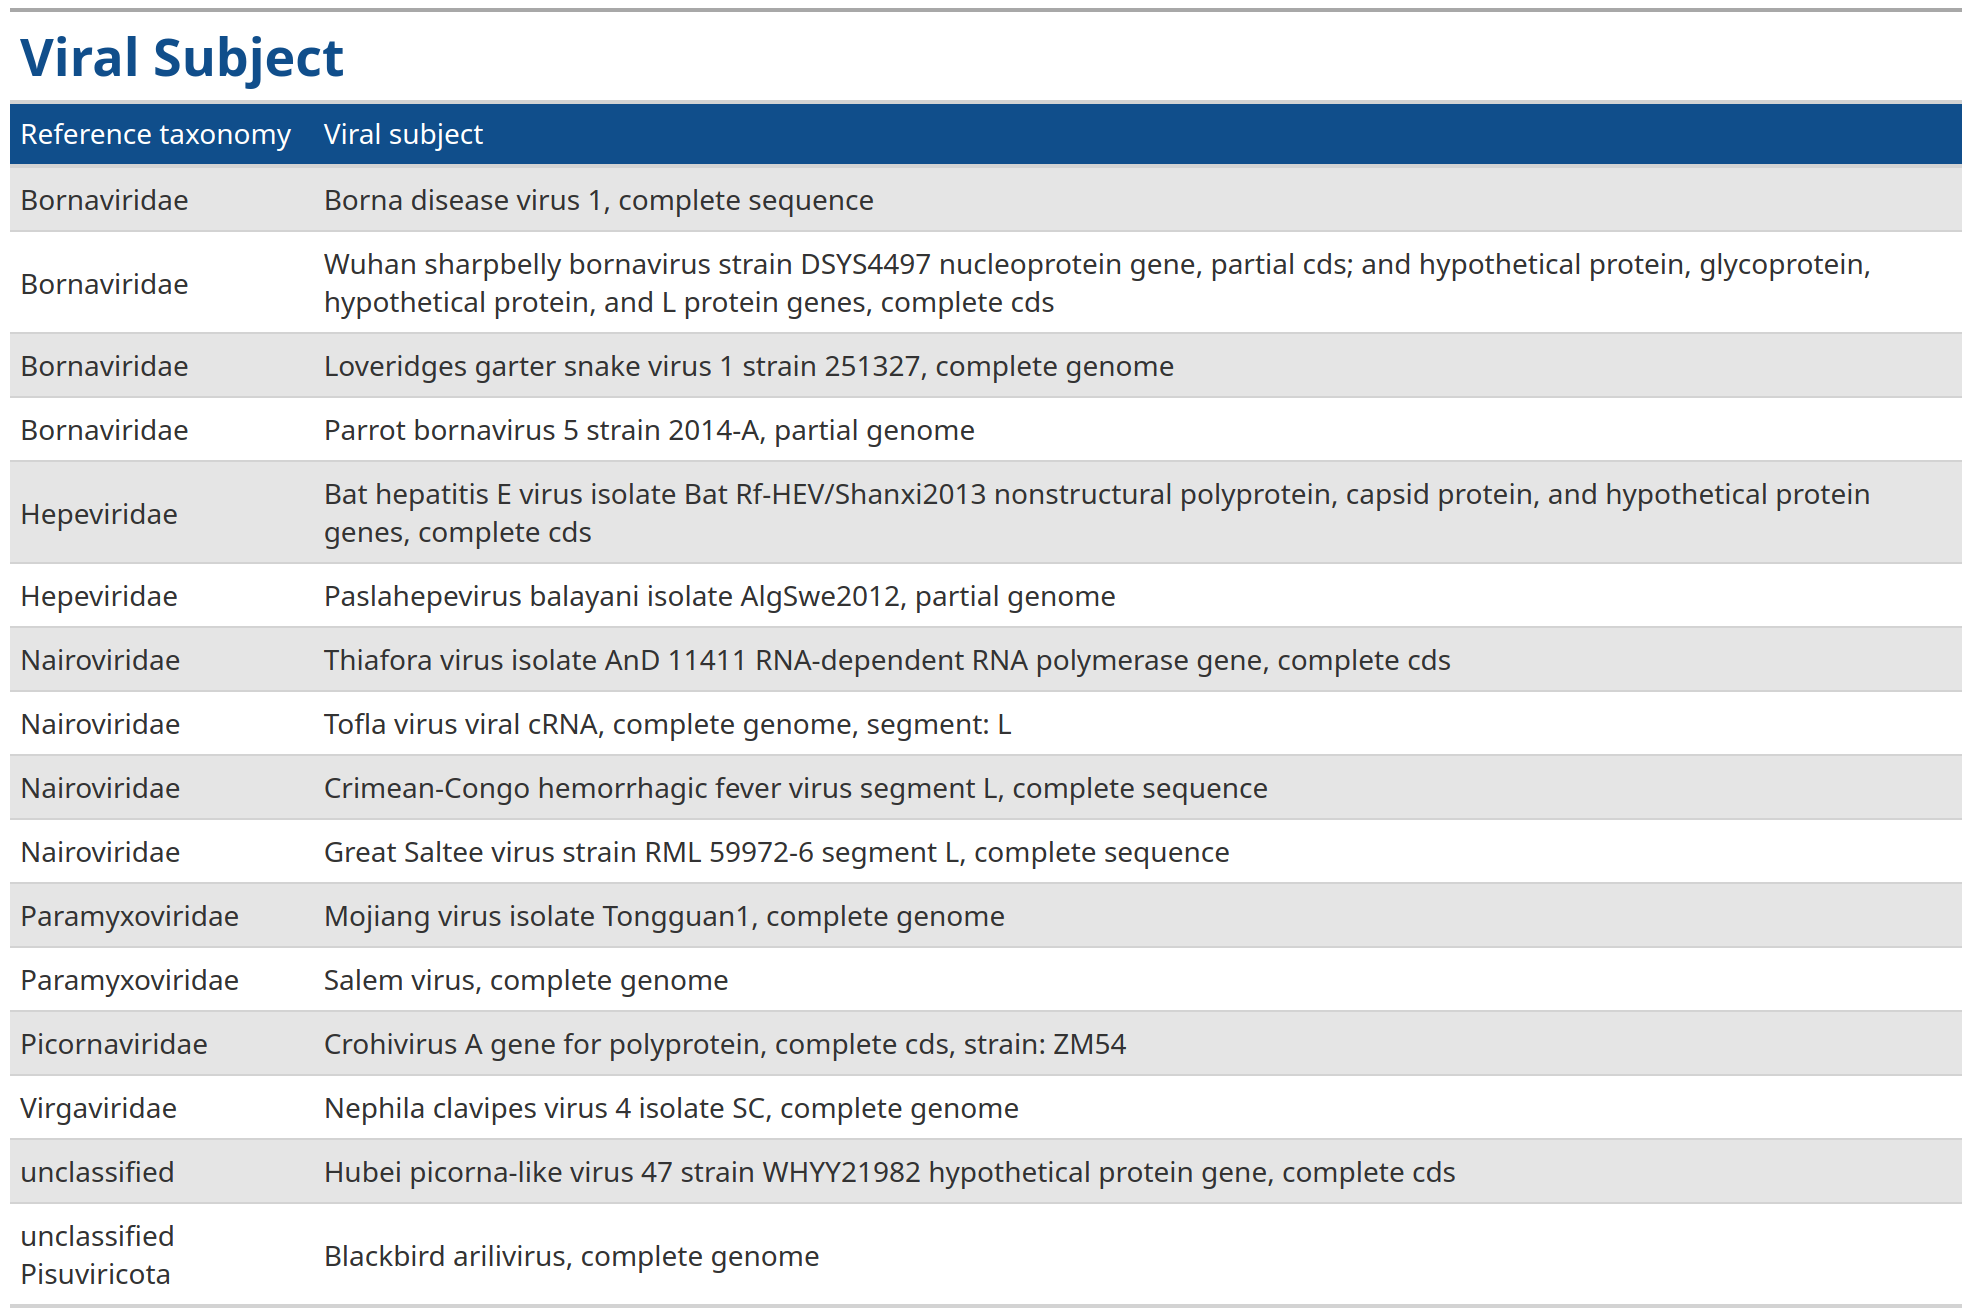 Viral Subject
Reference taxonomy Viral subject
Bornaviridae Borna disease virus 1, complete sequence
Bornaviridae Wuhan sharpbelly bornavirus strain DSYS4497 nucleoprotein gene, partial cds; and hypothetical protein, glycoprotein,
hypothetical protein, and L protein genes, complete cds
Bornaviridae Loveridges garter snake virus 1 strain 251327, complete genome
Bornaviridae Parrot bornavirus 5 strain 2014-A, partial genome
Hepeviridae Bat hepatitis E virus isolate Bat Rf-HEV/Shanxi2013 nonstructural polyprotein, capsid protein, and hypothetical protein
genes, complete cds
Hepeviridae Paslahepevirus balayani isolate AlgSwe2012, partial genome
Nairoviridae Thiafora virus isolate AnD 11411 RNA-dependent RNA polymerase gene, complete cds
Nairoviridae Tofla virus viral cRNA, complete genome, segment: L
Nairoviridae Crimean-Congo hemorrhagic fever virus segment L, complete sequence
Nairoviridae Great Saltee virus strain RML 59972-6 segment L, complete sequence
Paramyxoviridae Mojiang virus isolate Tongguan1, complete genome
Paramyxoviridae Salem virus, complete genome
Picornaviridae Crohivirus A gene for polyprotein, complete cds, strain: ZM54
Virgaviridae Nephila clavipes virus 4 isolate SC, complete genome
unclassified Hubei picorna-like virus 47 strain WHYY21982 hypothetical protein gene, complete cds
unclassified
Pisuviricota Blackbird arilivirus, complete genome